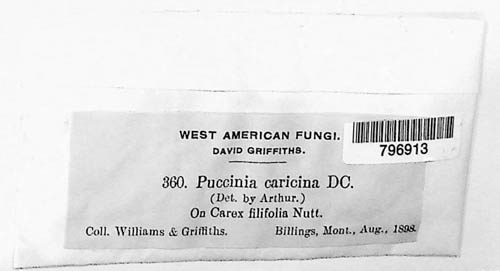 WEST AMERICAN FUNGI.
DAVID GRIFFITHS.
796913
360. Puccinia caricina DC.
(Det. by Arthur.)
On Carex filifolia Nutt.
Coll. Williams & Griffiths. Billings, Mont., Aug., 1898.